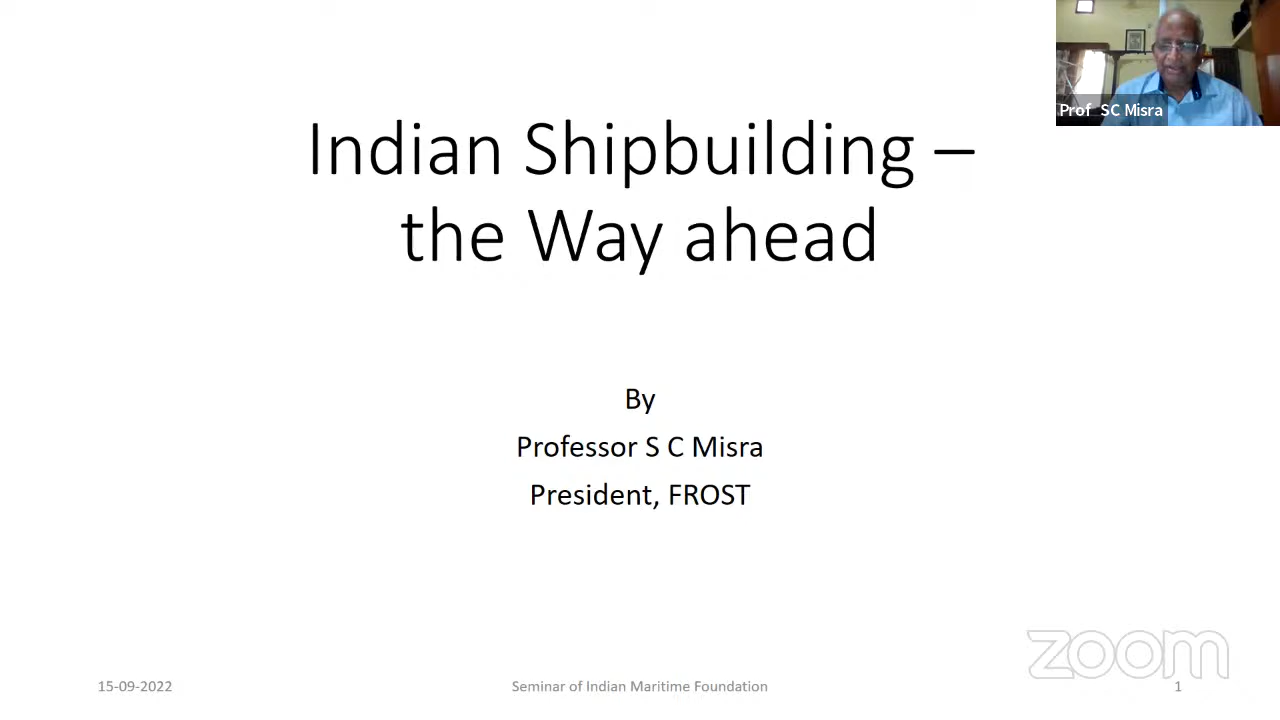 Prof SC Misra
Indian Shipbuilding –
the Way ahead
By
Professor S C Misra
President, FROST
zoom
15-09-2022
Seminar of Indian Maritime Foundation
1